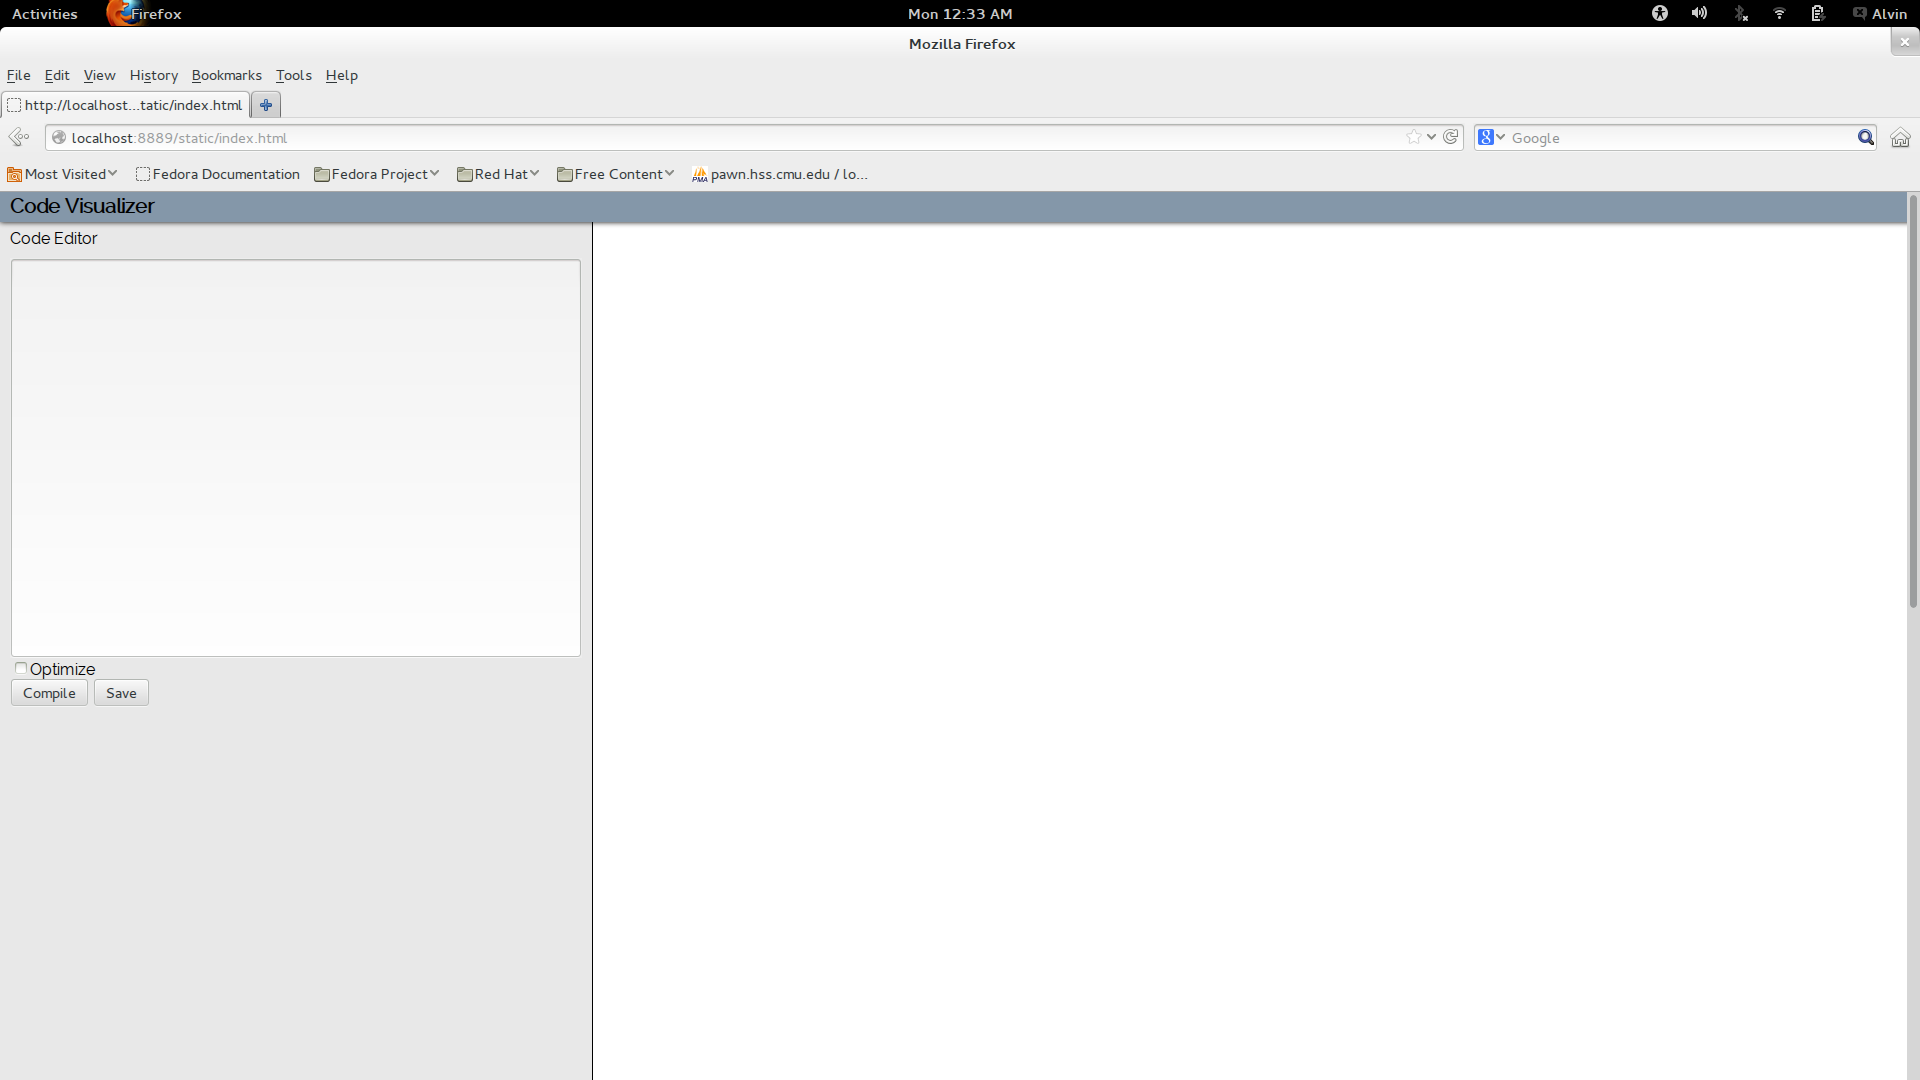 Activities Firefox Mon 12:33 AM Alvin
Mozilla Firefox
File Edit View History Bookmarks Tools Help
http://localhost...tatic/index.html
localhost:8889/static/index.html 8 Google
Most Visited Fedora Documentation Fedora Project Red Hat Free Content PMA pawn.hss.cmu.edu / lo...
Code Visualizer
Code Editor
Optimize
Compile Save